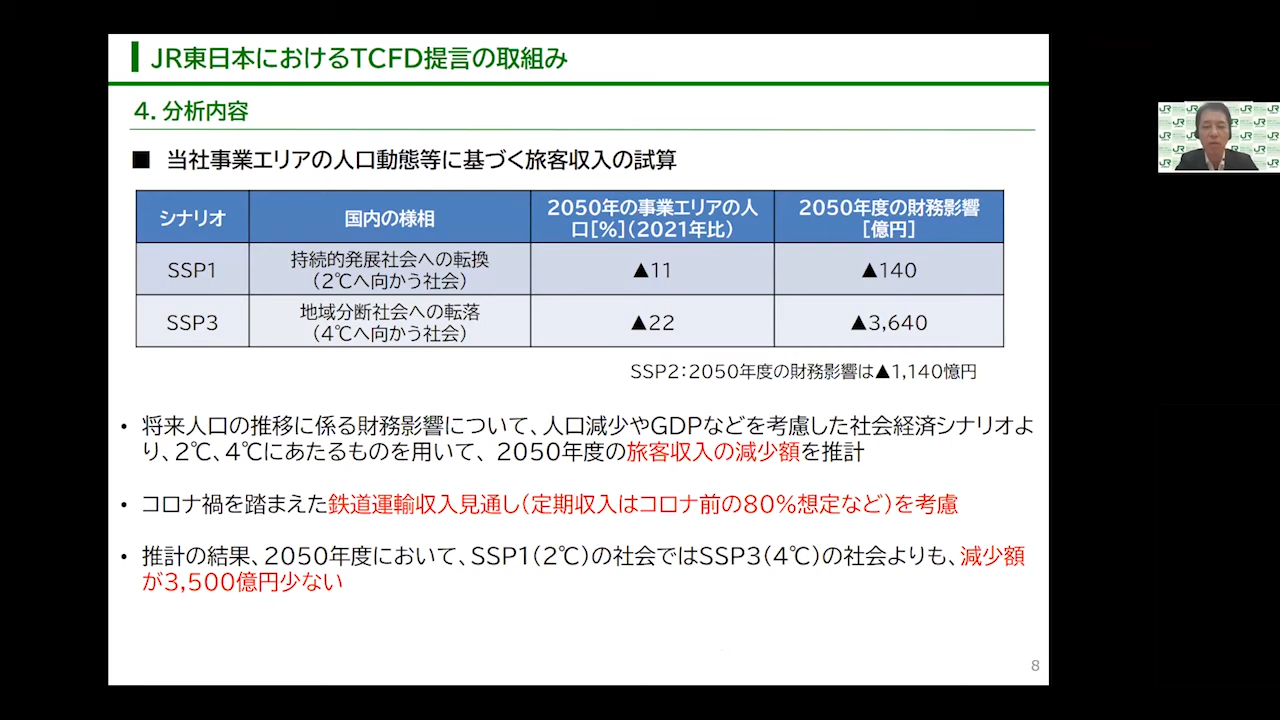 JR東日本におけるTCFD提言の取組み
4. 分析内容
■ 当社事業エリアの人口動態等に基づく旅客収入の試算
シナリオ
国内の様相
2050年の事業エリアの人
口[%](2021年比)
2050年度の財務影響
[億円]
SSP1
持続的発展社会への転換
(2℃へ向かう社会)
▲11
▲140
SSP3
地域分断社会への転落
(4℃へ向かう社会)
▲22
▲3,640
SSP2:2050年度の財務影響は▲1,140億円
• 将来人口の推移に係る財務影響について、人口減少やGDPなどを考慮した社会経済シナリオよ
り、2℃、4℃にあたるものを用いて、2050年度の旅客収入の減少額を推計
• コロナ禍を踏まえた鉄道運輸収入見通し(定期収入はコロナ前の80%想定など)を考慮
• 推計の結果、2050年度において、SSP1(2℃)の社会ではSSP3(4℃)の社会よりも、減少額
が3,500億円少ない
8